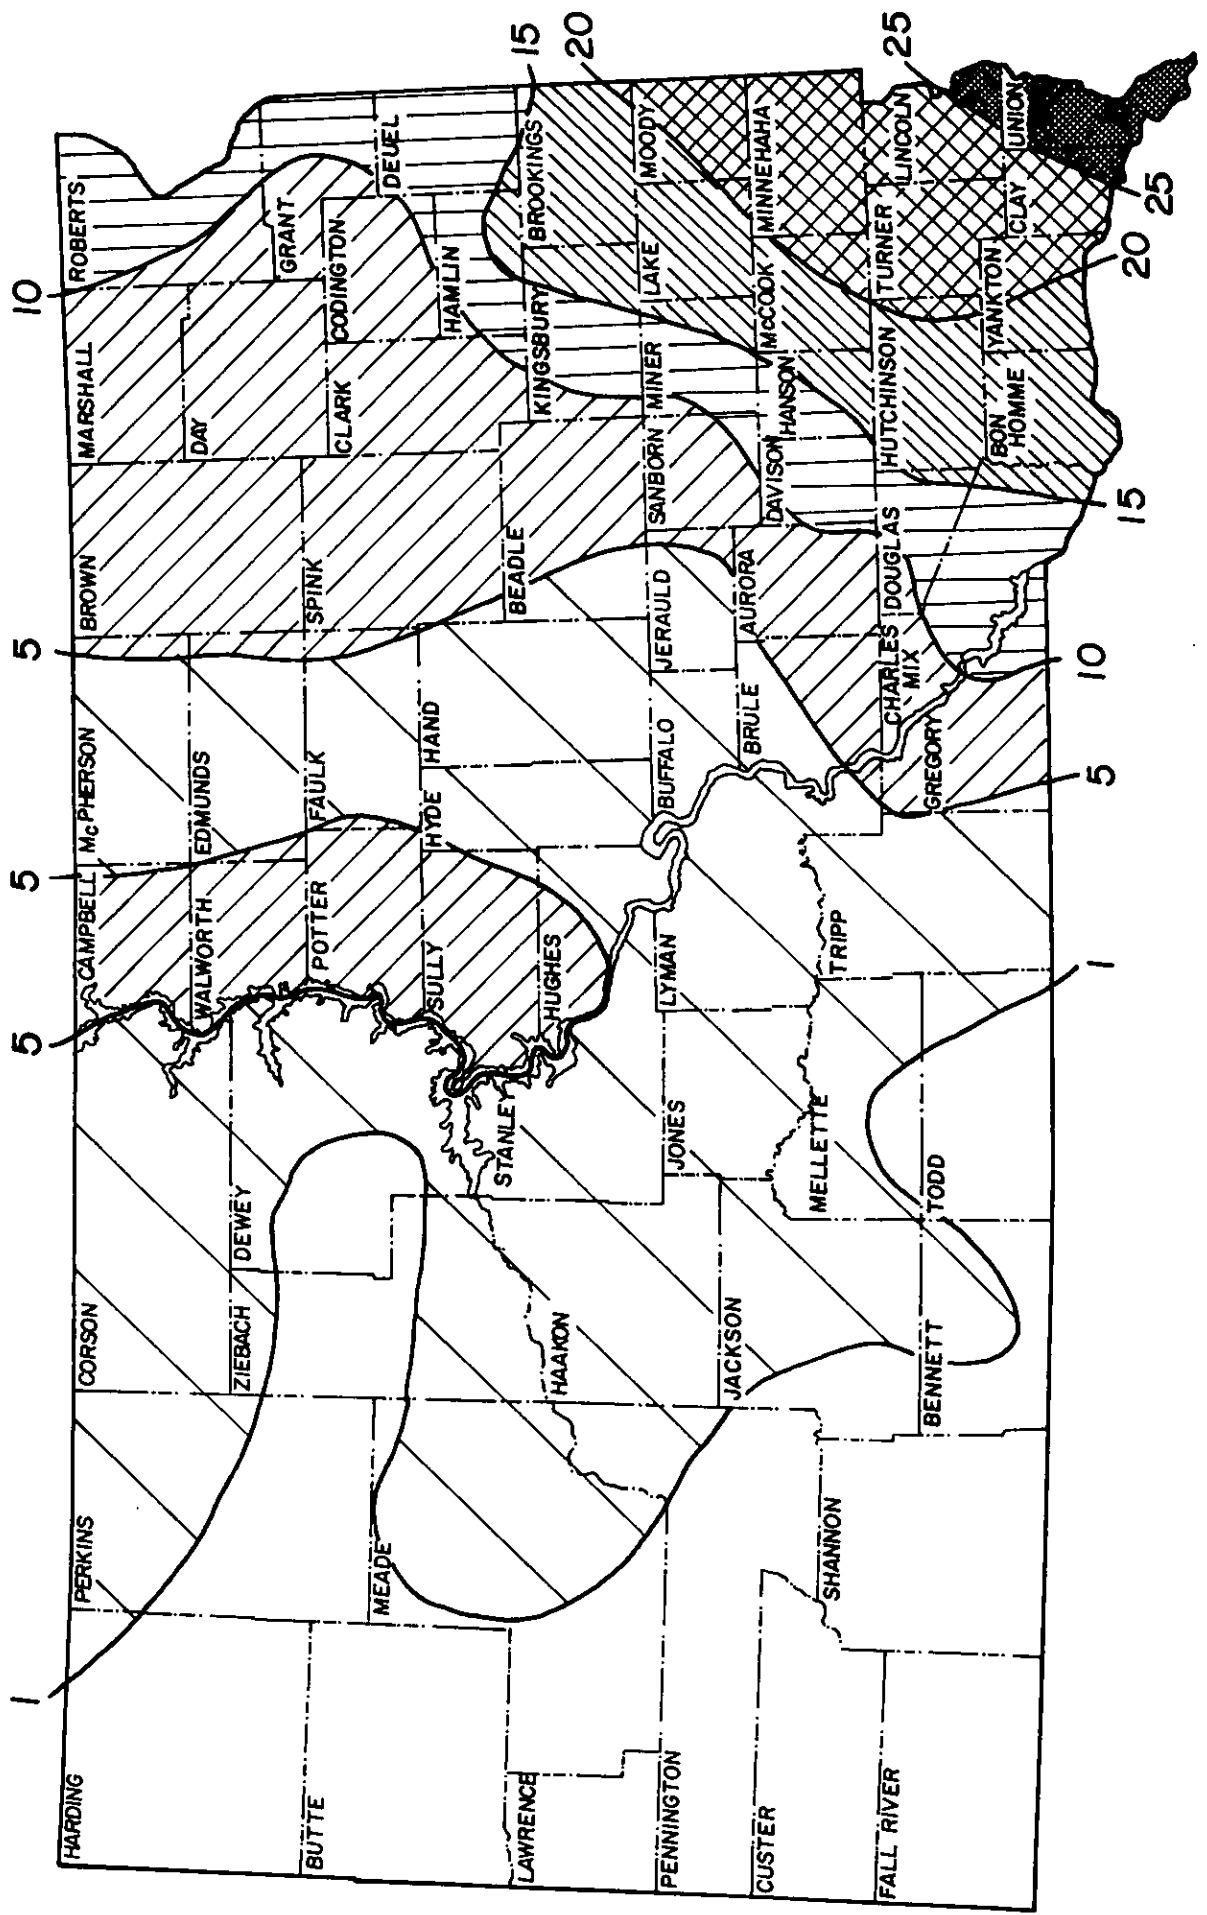 1
5
5
5
10
HARDING
PERKINS
CORSON
CAMPBELL
McPHERSON
BROWN
MARSHALL
ROBERTS
WALWORTH
EDMUNDS
DAY
ZIEBACH
DEWEY
GRANT
BUTTE
POTTER
FAULK
SPINK
CLARK
CODINGTON
MEADE
DEUEL
SULLY
HYDE
HAND
HAMLIN
LAWRENCE
STANLEY
BEADLE
KINGSBURY
BROOKINGS
15
HAAKON
HUGHES
20
PENNINGTON
JONES
LYMAN
BUFFALO
JERAULD
SANBORN
MINER
LAKE
MOODY
CUSTER
JACKSON
BRULE
AURORA
DAVISON
HANSON
McCOOK
MINNEHAHA
SHANNON
MELLETTE
TRIPP
FALL RIVER
CHARLES
MIX
DOUGLAS
HUTCHINSON
TURNER
LINCOLN
25
BENNETT
TODD
GREGORY
BON
HOMME
YANKTON
CLAY
UNION
1
5
10
15
20
25